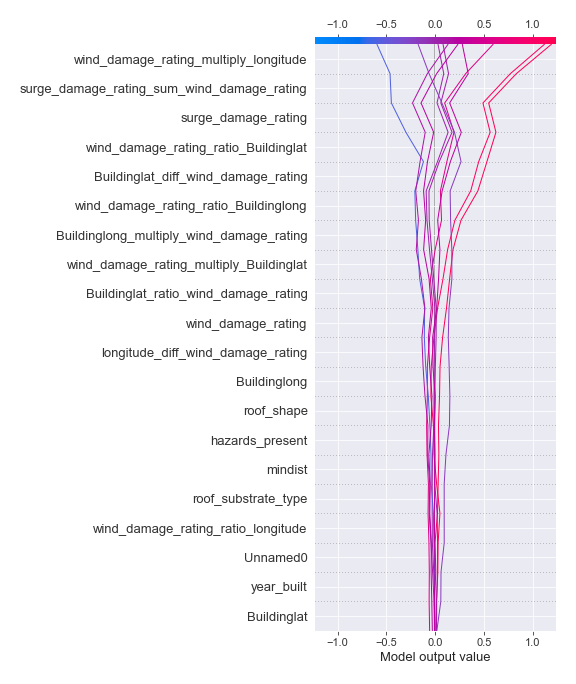 −1.0 −0.5 0.0 0.5 1.0
wind_damage_rating_multiply_longitude
surge_damage_rating_sum_wind_damage_rating
surge_damage_rating
wind_damage_rating_ratio_Buildinglat
Buildinglat_diff_wind_damage_rating
wind_damage_rating_ratio_Buildinglong
Buildinglong_multiply_wind_damage_rating
wind_damage_rating_multiply_Buildinglat
Buildinglat_ratio_wind_damage_rating
wind_damage_rating
longitude_diff_wind_damage_rating
Buildinglong
roof_shape
hazards_present
mindist
roof_substrate_type
wind_damage_rating_ratio_longitude
Unnamed0
year_built
Buildinglat
−1.0 −0.5 0.0 0.5 1.0
Model output value